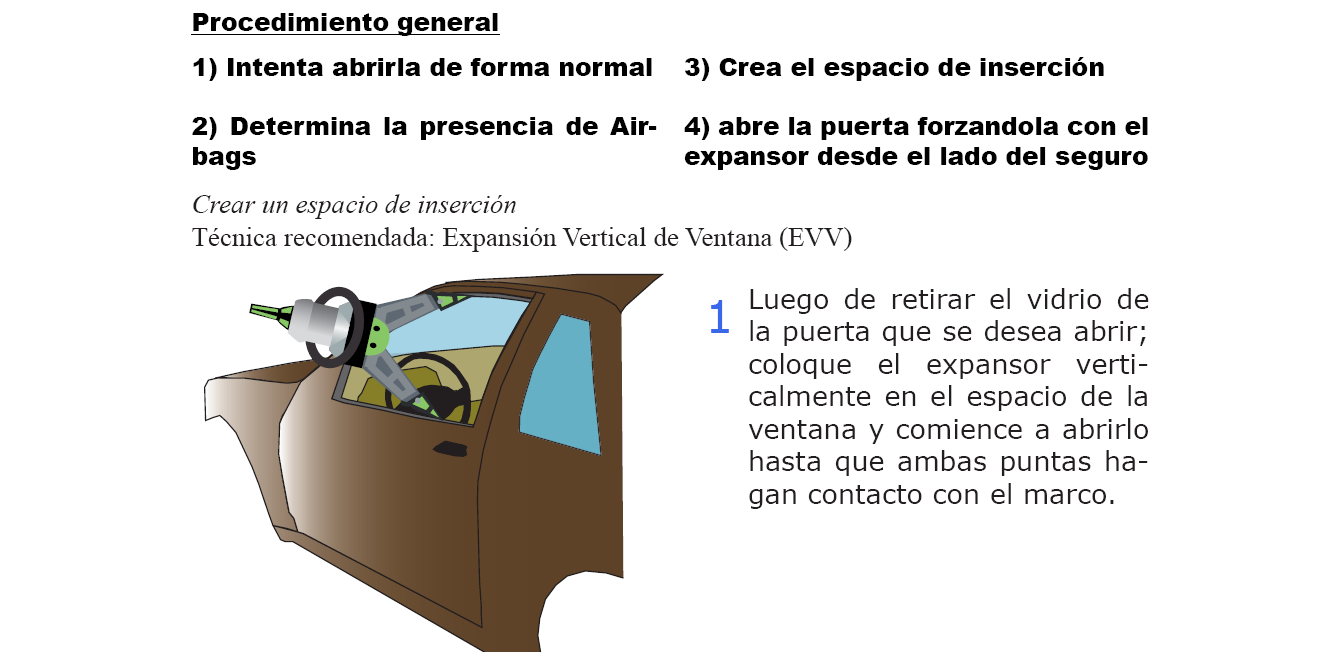 Procedimiento general
1) Intenta abrirla de forma normal
2) Determina la presencia de Air-
bags
3) Crea el espacio de inserción
4) abre la puerta forzandola con el
expansor desde el lado del seguro
Crear un espacio de inserción
Técnica recomendada: Expansión Vertical de Ventana (EVV)
1
Luego de retirar el vidrio de
la puerta que se desea abrir;
coloque el expansor verti-
calmente en el espacio de la
ventana y comience a abrirlo
hasta que ambas puntas ha-
gan contacto con el marco.